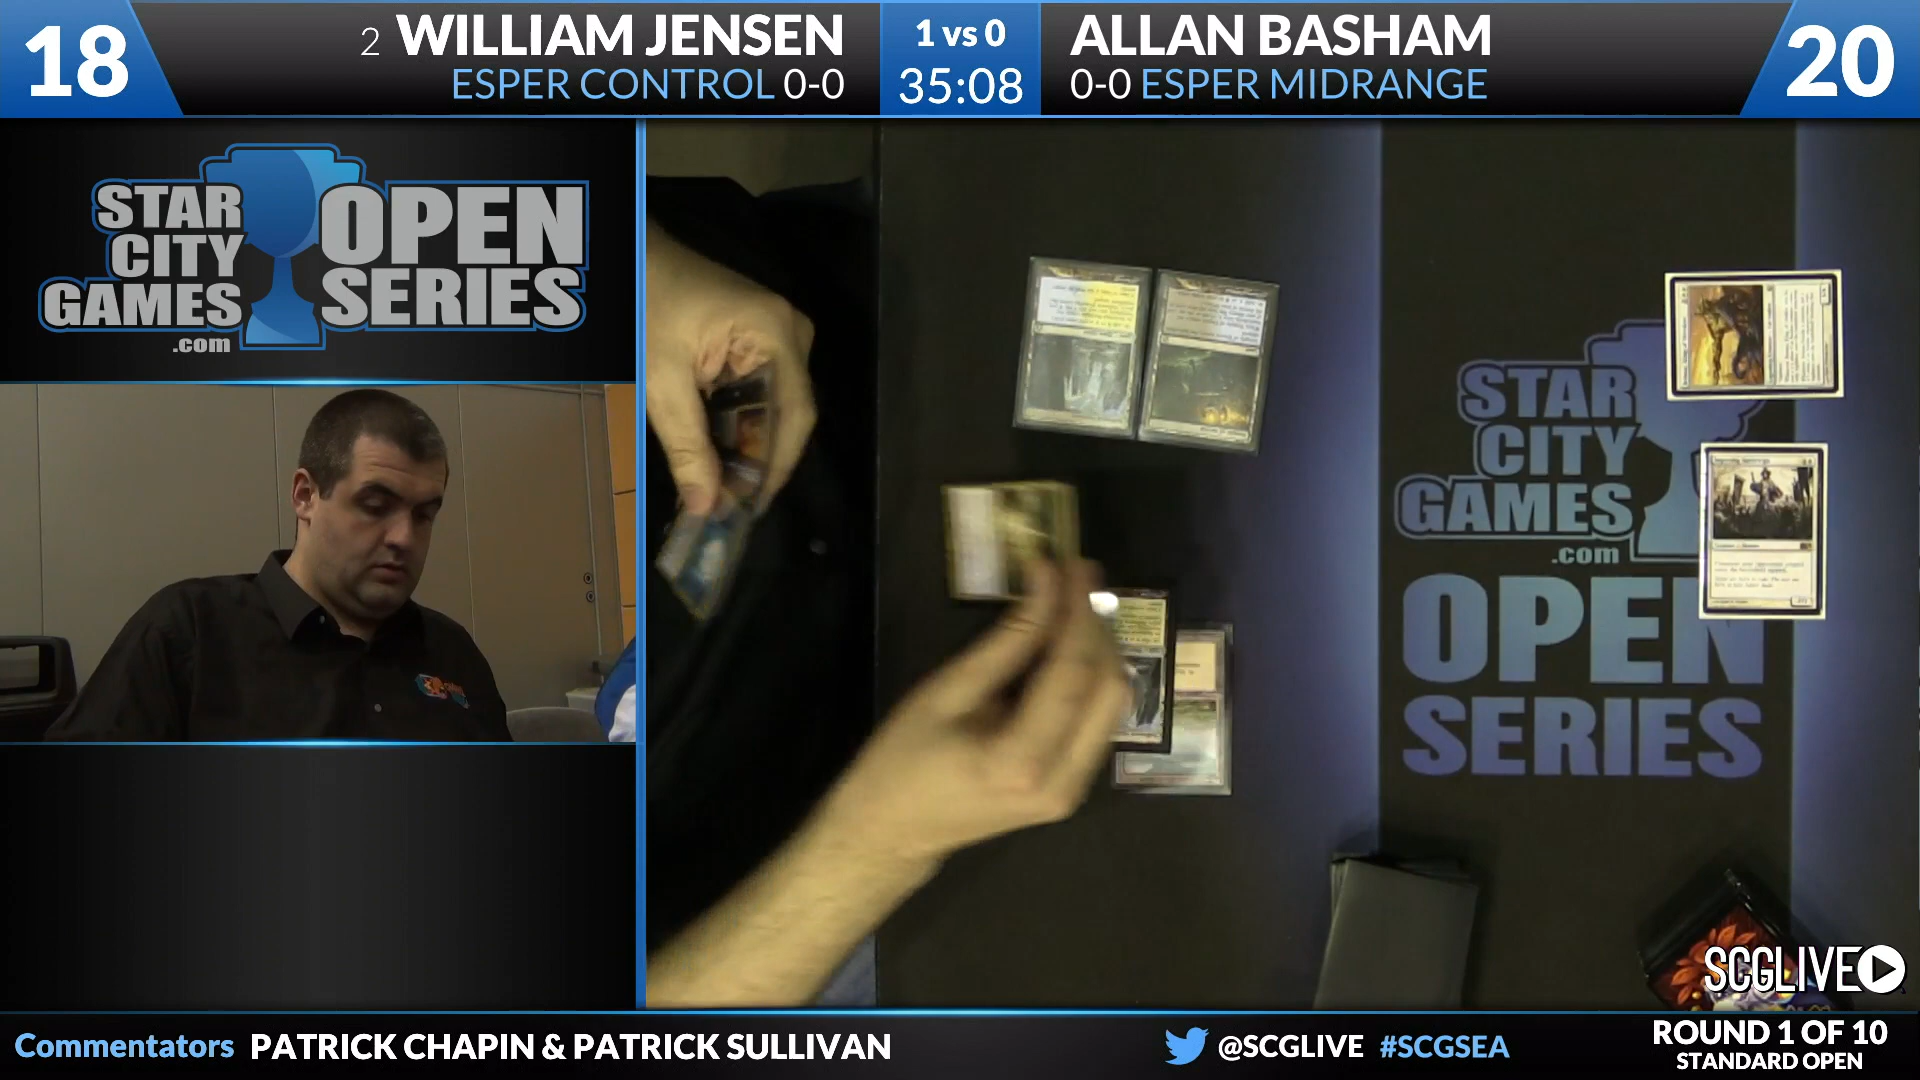 18
2 WILLIAM JENSEN
ESPER CONTROL 0-0
1 vs 0
35:08
ALLAN BASHAM
0-0 ESPER MIDRANGE
20
STAR CITY GAMES .com
OPEN SERIES
STAR CITY GAMES .com
OPEN SERIES
SCGLIVE
Commentators PATRICK CHAPIN & PATRICK SULLIVAN
@SCGLIVE #SCGSEA
ROUND 1 OF 10
STANDARD OPEN